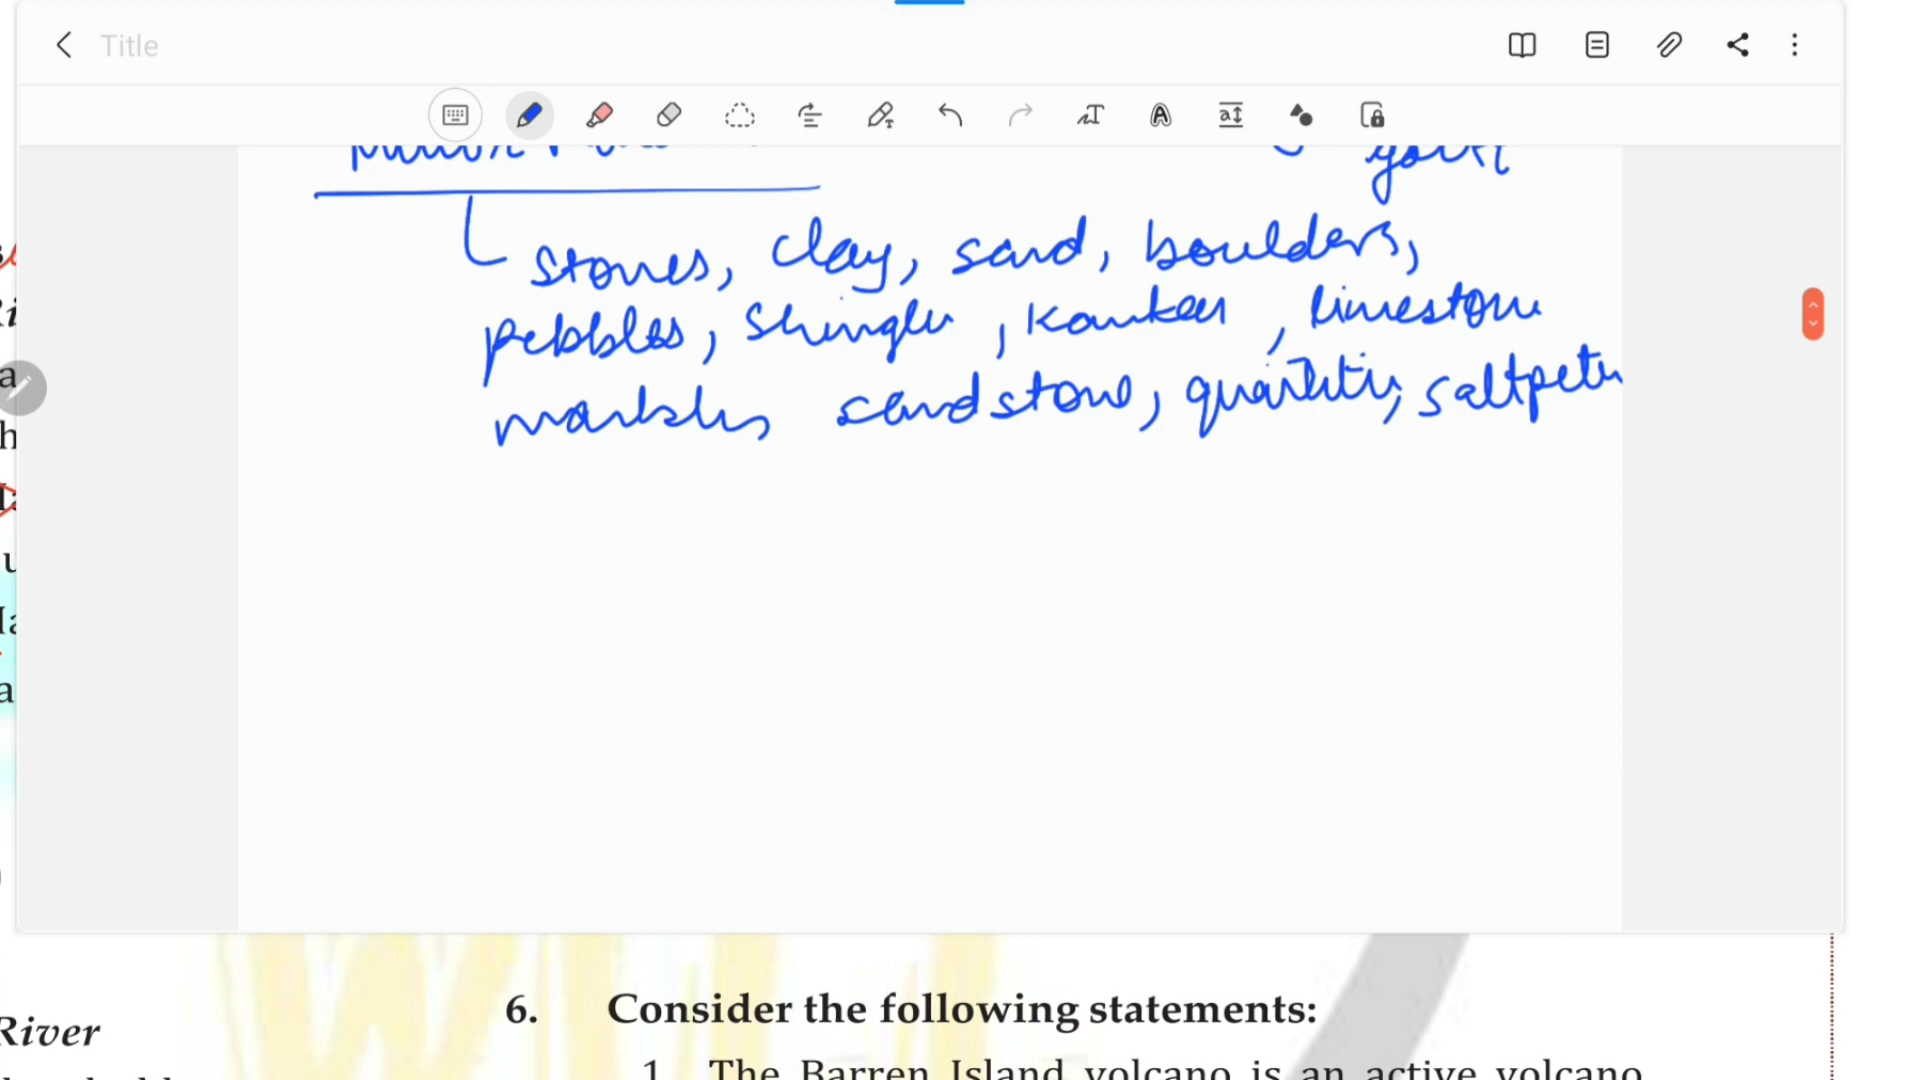 Title
govt
stones, clay, sand, boulders,
pebbles, shingle, Kankar, limestone
marbles, sandstone, quartzite, saltpetre
River
6. Consider the following statements:
1. The Barren Island volcano is an active volcano